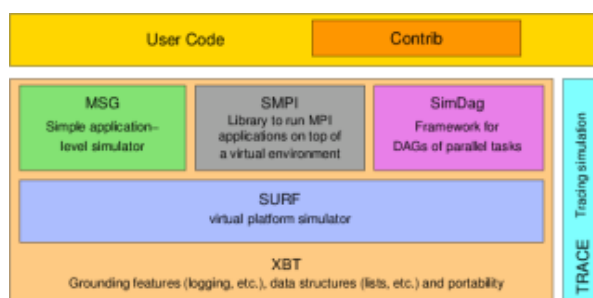 User Code
Contrib
MSG
Simple application–
level simulator
SMPI
Library to run MPI
applications on top of
a virtual environment
SimDag
Framework for
DAGs of parallel tasks
SURF
virtual platform simulator
XBT
Grounding features (logging, etc.), data structures (lists, etc.) and portability
TRACE
Tracing simulation